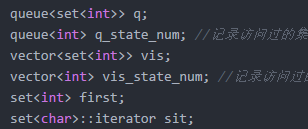 queue<set<int>> q;
queue<int> q_state_num; //记录访问过的集
vector<set<int>> vis;
vector<int> vis_state_num; //记录访问过的
set<int> first;
set<char>::iterator sit;